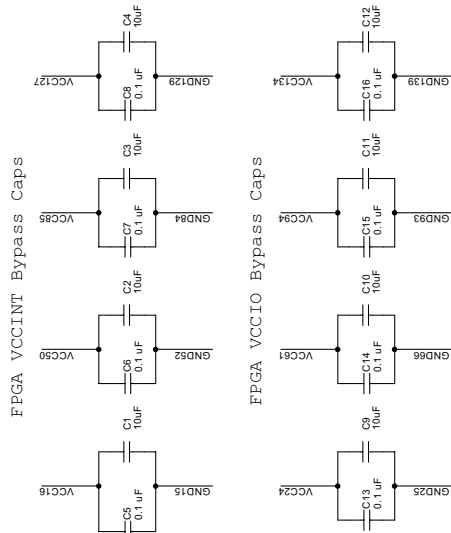 FPGA VCCINT Bypass Caps
VCC16
C5
0.1 uF
C1
10uF
GND15
VCC50
C6
0.1 uF
C2
10uF
GND52
VCC85
C7
0.1 uF
C3
10uF
GND84
VCC127
C8
0.1 uF
C4
10uF
GND129
FPGA VCCIO Bypass Caps
VCC24
C13
0.1 uF
C9
10uF
GND25
VCC61
C14
0.1 uF
C10
10uF
GND66
VCC94
C15
0.1 uF
C11
10uF
GND93
VCC134
C16
0.1 uF
C12
10uF
GND139